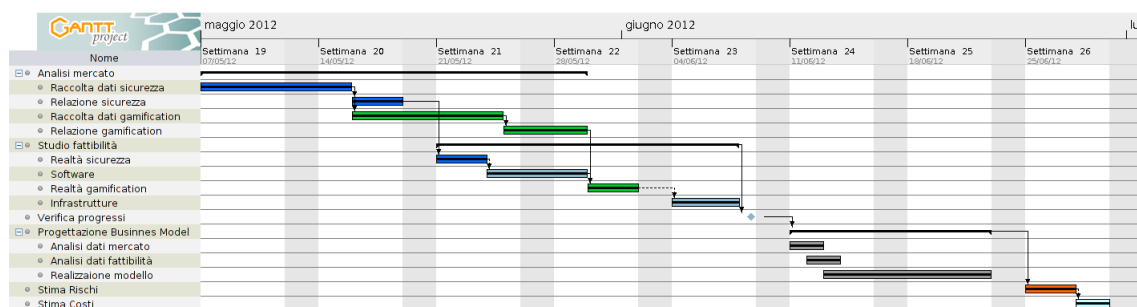 GANTT project
maggio 2012
giugno 2012
lu
Nome
Settimana 19
Settimana 20
Settimana 21
Settimana 22
Settimana 23
Settimana 24
Settimana 25
Settimana 26
07/05/12
14/05/12
21/05/12
28/05/12
04/06/12
11/06/12
18/06/12
25/06/12
Analisi mercato
Raccolta dati sicurezza
Relazione sicurezza
Raccolta dati gamification
Relazione gamification
Studio fattibilità
Realtà sicurezza
Software
Realtà gamification
Infrastrutture
Verifica progressi
Progettazione Businnes Model
Analisi dati mercato
Analisi dati fattibilità
Realizzaione modello
Stima Rischi
Stima Costi